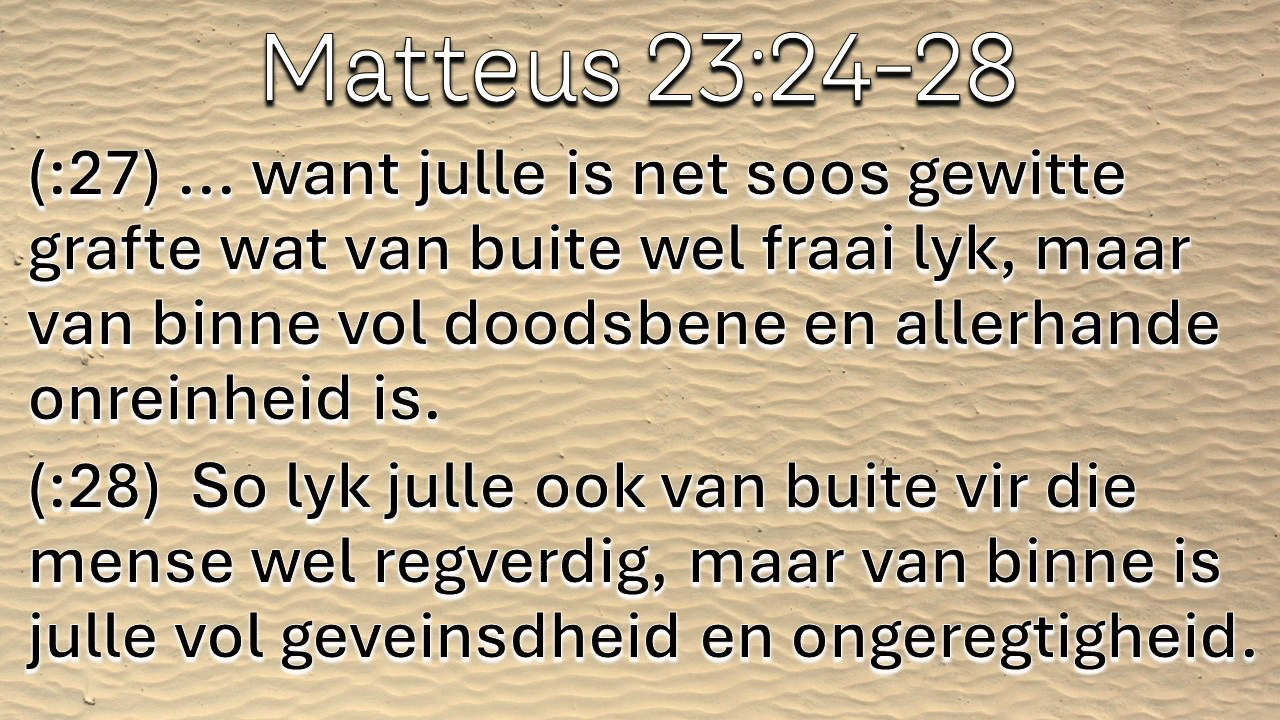 Matteus 23:24–28
(:27) ... want julle is net soos gewitte
grafte wat van buite wel fraai lyk, maar
van binne vol doodsbene en allerhande
onreinheid is.
(:28)  So lyk julle ook van buite vir die
mense wel regverdig, maar van binne is
julle vol geveinsdheid en ongeregtigheid.